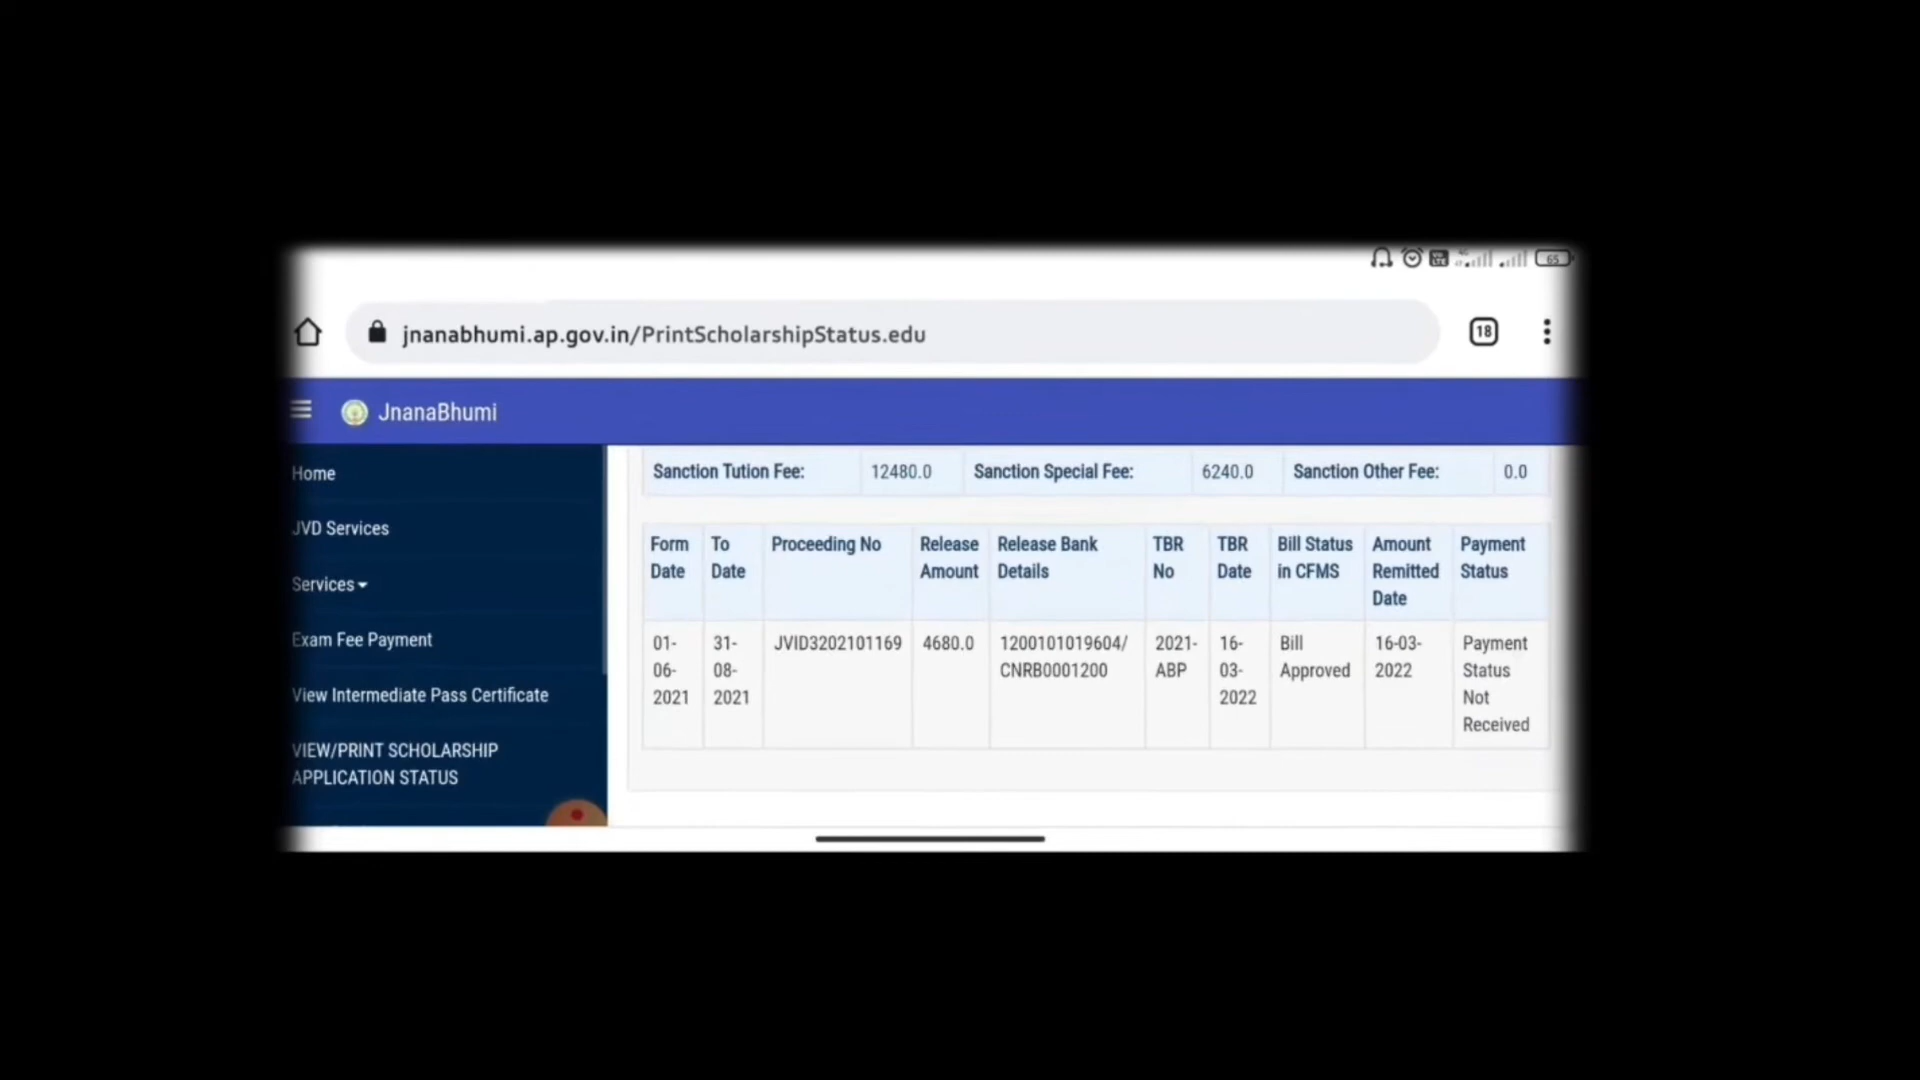 65
jnanabhumi.ap.gov.in/PrintScholarshipStatus.edu
18
JnanaBhumi
Home
JVD Services
Services
Exam Fee Payment
View Intermediate Pass Certificate
VIEW/PRINT SCHOLARSHIP
APPLICATION STATUS
Sanction Tution Fee: 12480.0 Sanction Special Fee: 6240.0 Sanction Other Fee: 0.0
Form Date To Date Proceeding No Release Amount Release Bank Details TBR No TBR Date Bill Status in CFMS Amount Remitted Date Payment Status
01-06-2021 31-08-2021 JVID3202101169 4680.0 1200101019604/CNRB0001200 2021-ABP 16-03-2022 Bill Approved 16-03-2022 Payment Status Not Received